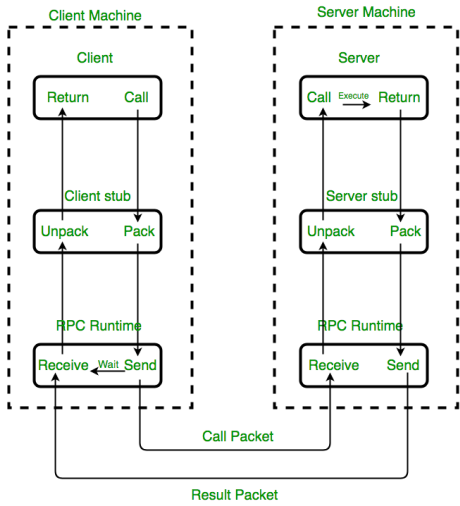 Client Machine
Server Machine
Client
Server
Return Call
Call Execute Return
Client stub
Server stub
Unpack Pack
Unpack Pack
RPC Runtime
RPC Runtime
Receive Wait Send
Receive Send
Call Packet
Result Packet